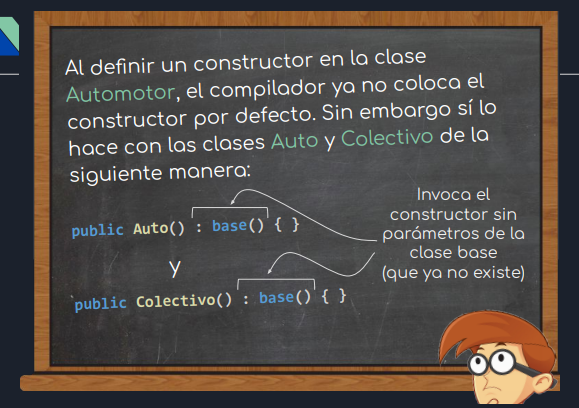 Al definir un constructor en la clase
Automotor, el compilador ya no coloca el
constructor por defecto. Sin embargo sí lo
hace con las clases Auto y Colectivo de la
siguiente manera:
Invoca el
constructor sin
parámetros de la
clase base
(que ya no existe)
public Auto() : base() { }
y
public Colectivo() : base() { }